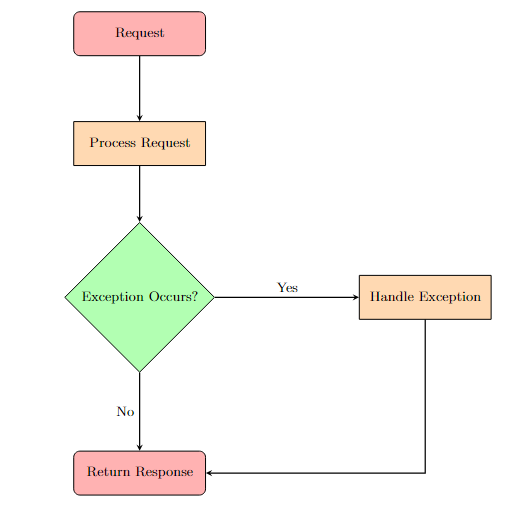 Request
Process Request
Exception Occurs?
Yes
Handle Exception
No
Return Response